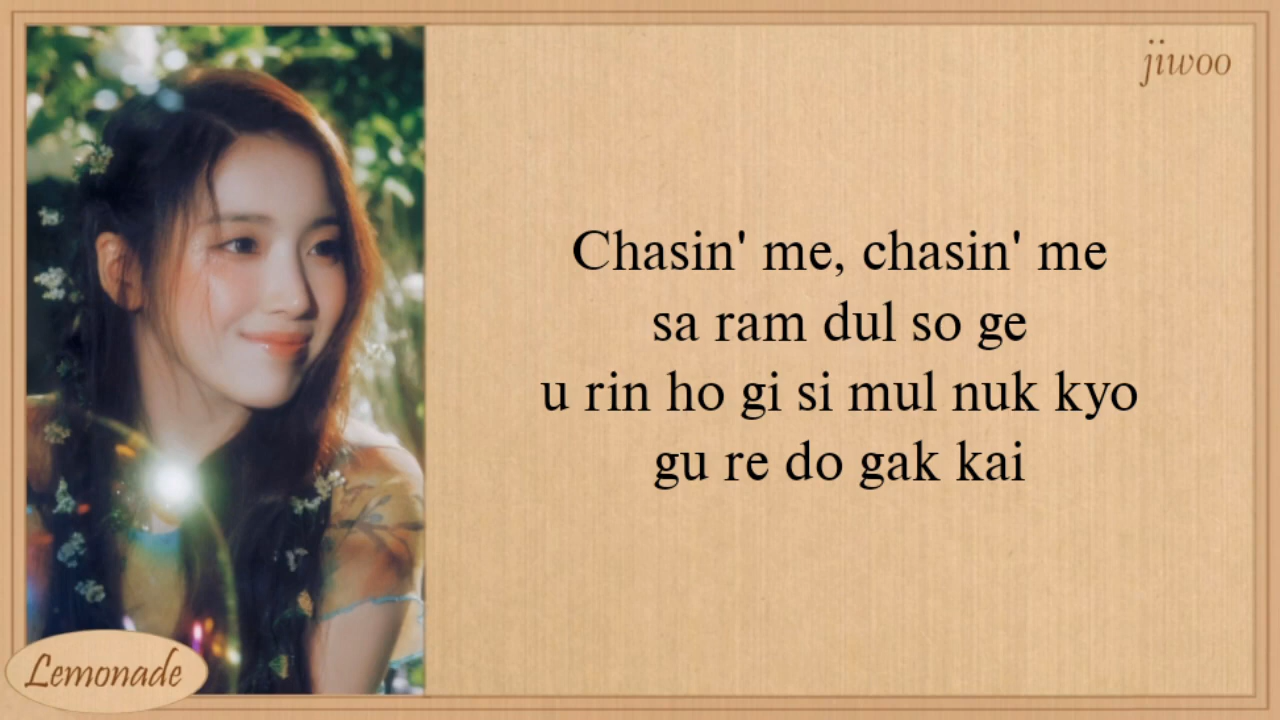 jiwoo
Chasin' me, chasin' me
sa ram dul so ge
u rin ho gi si mul nuk kyo
gu re do gak kai
Lemonade